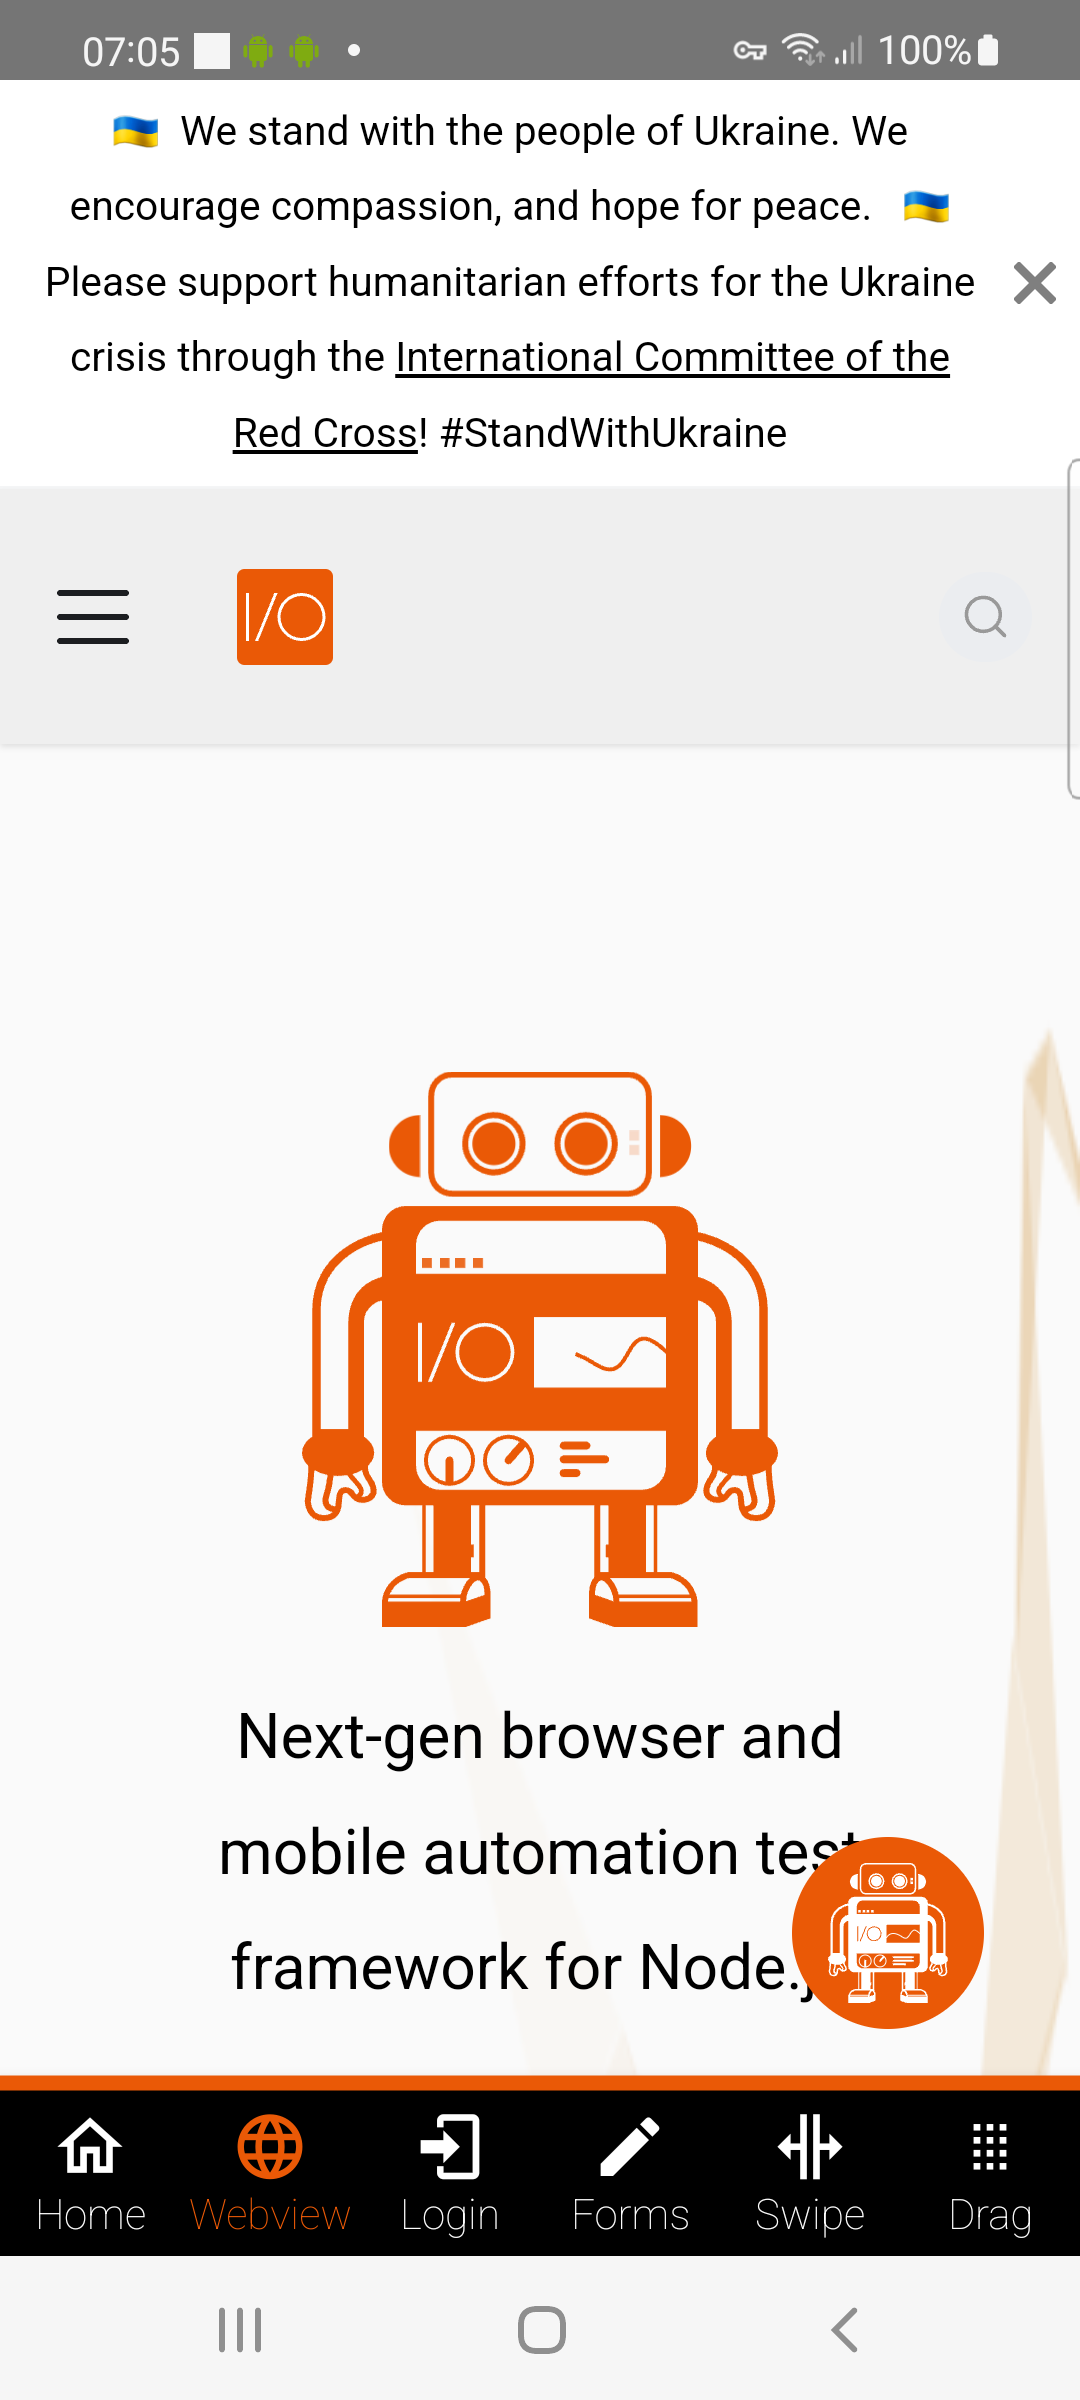 07:05 100%
We stand with the people of Ukraine. We
encourage compassion, and hope for peace.
Please support humanitarian efforts for the Ukraine
crisis through the International Committee of the
Red Cross! #StandWithUkraine
I/O
I/O
Next-gen browser and
mobile automation test
framework for Node.j
I/O
Home Webview Login Forms Swipe Drag